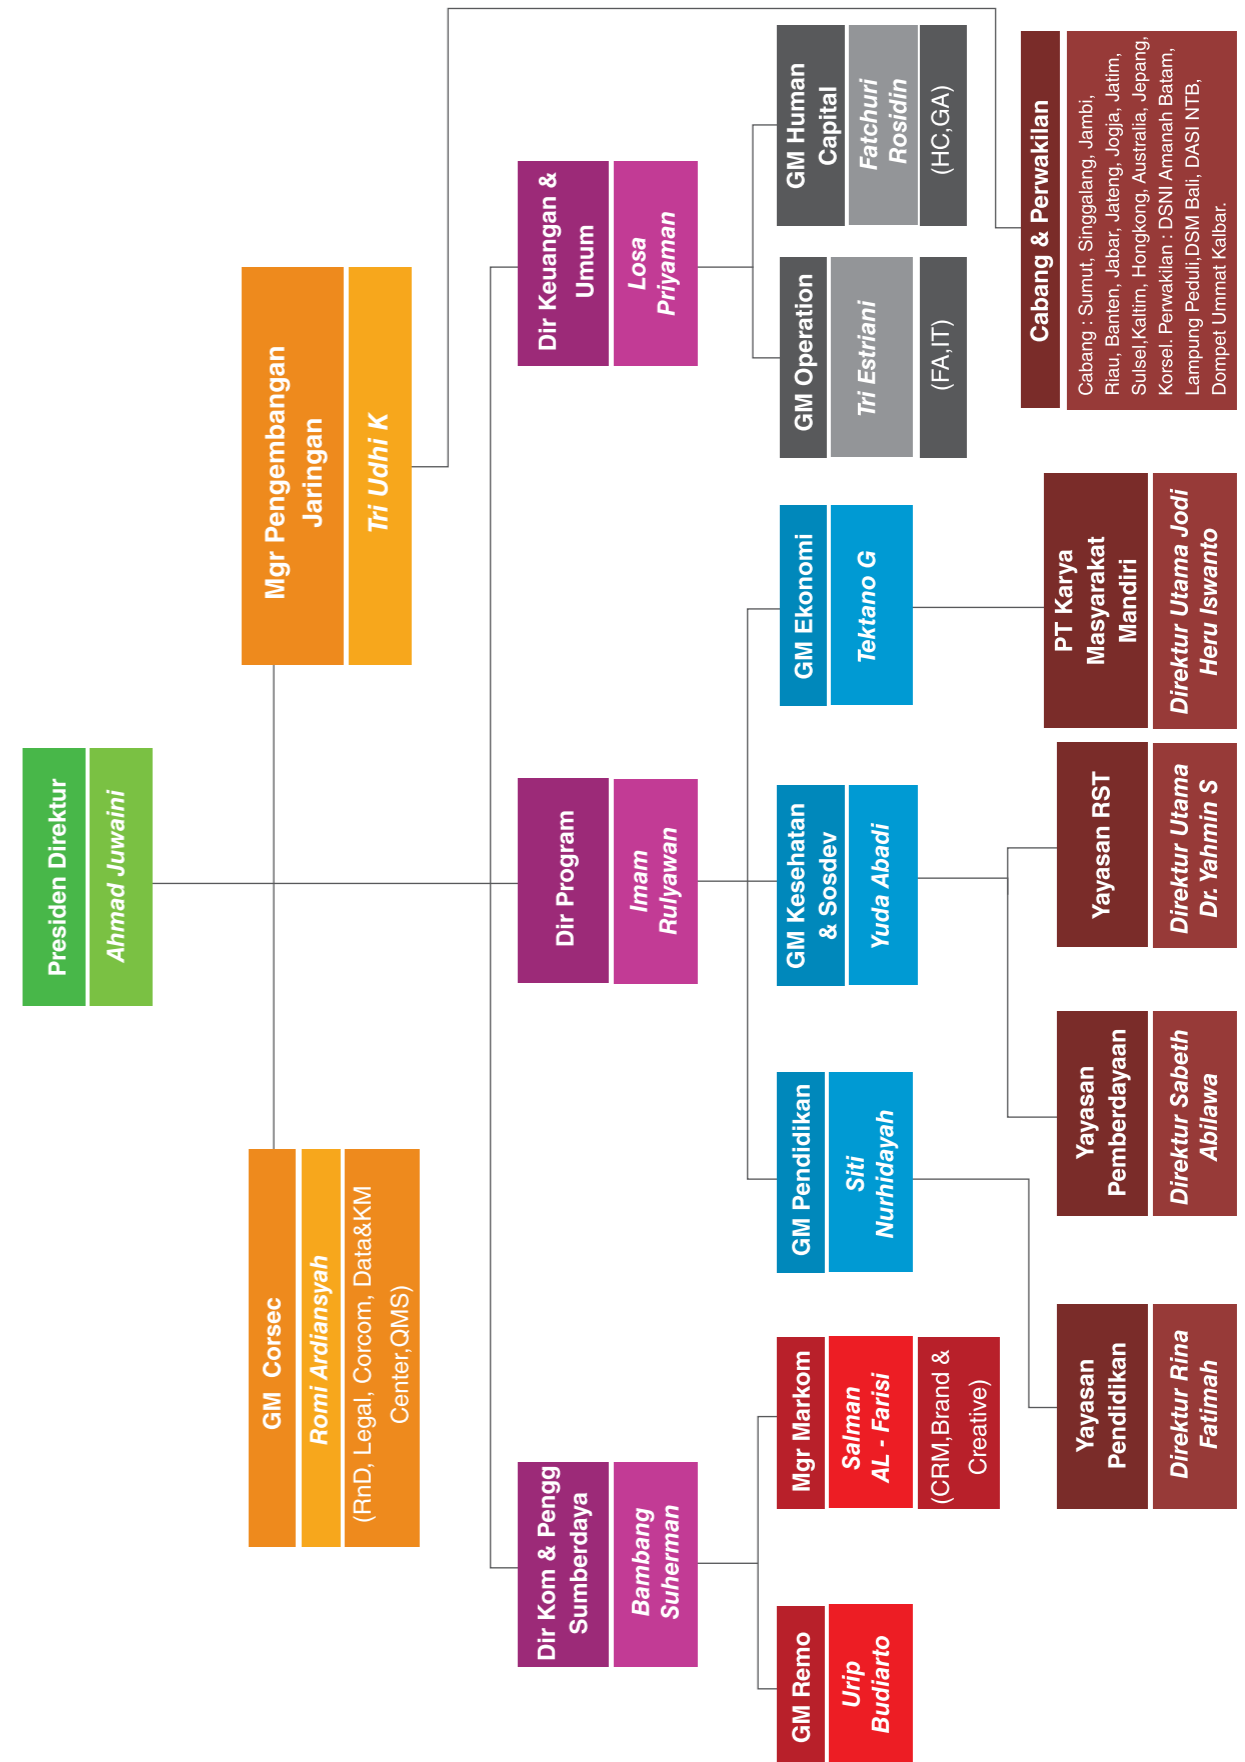 Presiden Direktur
Ahmad Juwaini
GM Corsec
Romi Ardiansyah
(RnD, Legal, Corcom, Data&KM
Center,QMS)
Mgr Pengembangan
Jaringan
Tri Udhi K
Dir Kom & Pengg
Sumberdaya
Bambang
Suherman
Dir Program
Imam
Rulyawan
Dir Keuangan &
Umum
Losa
Priyaman
GM Remo
Urip
Budiarto
Mgr Markom
Salman
AL - Farisi
(CRM,Brand &
Creative)
GM Pendidikan
Siti
Nurhidayah
GM Kesehatan
& Sosdev
Yuda Abadi
GM Ekonomi
Tektano G
GM Operation
Tri Estriani
(FA,IT)
GM Human
Capital
Fatchuri
Rosidin
(HC,GA)
Yayasan
Pendidikan
Direktur Rina
Fatimah
Yayasan
Pemberdayaan
Direktur Sabeth
Abilawa
Yayasan RST
Direktur Utama
Dr. Yahmin S
PT Karya
Masyarakat
Mandiri
Direktur Utama Jodi
Heru Iswanto
Cabang & Perwakilan
Cabang : Sumut, Singgalang, Jambi,
Riau, Banten, Jabar, Jateng, Jogja, Jatim,
Sulsel,Kaltim, Hongkong, Australia, Jepang,
Korsel. Perwakilan : DSNI Amanah Batam,
Lampung Peduli,DSM Bali, DASI NTB,
Dompet Ummat Kalbar.